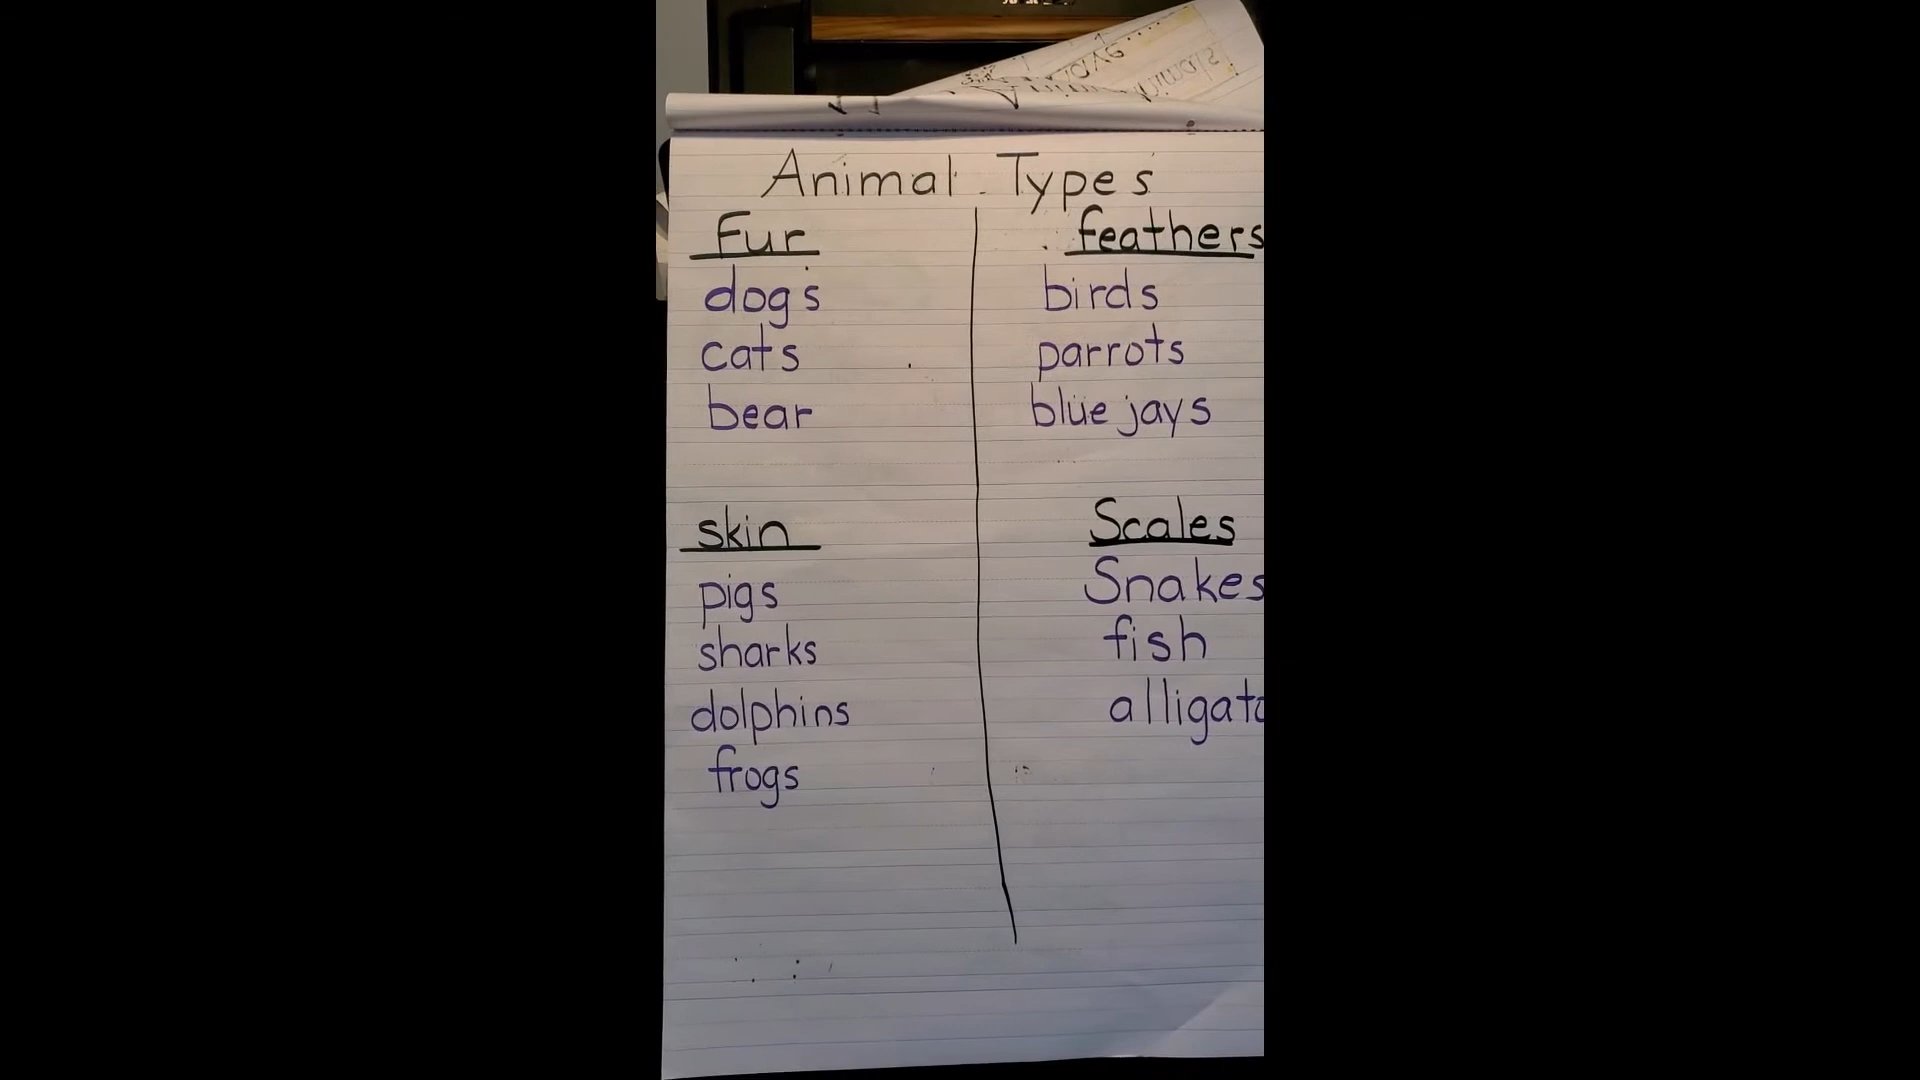 Animal Types
Fur
dogs
cats
bear
feathers
birds
parrots
blue jays
skin
pigs
sharks
dolphins
frogs
Scales
Snakes
fish
alligato